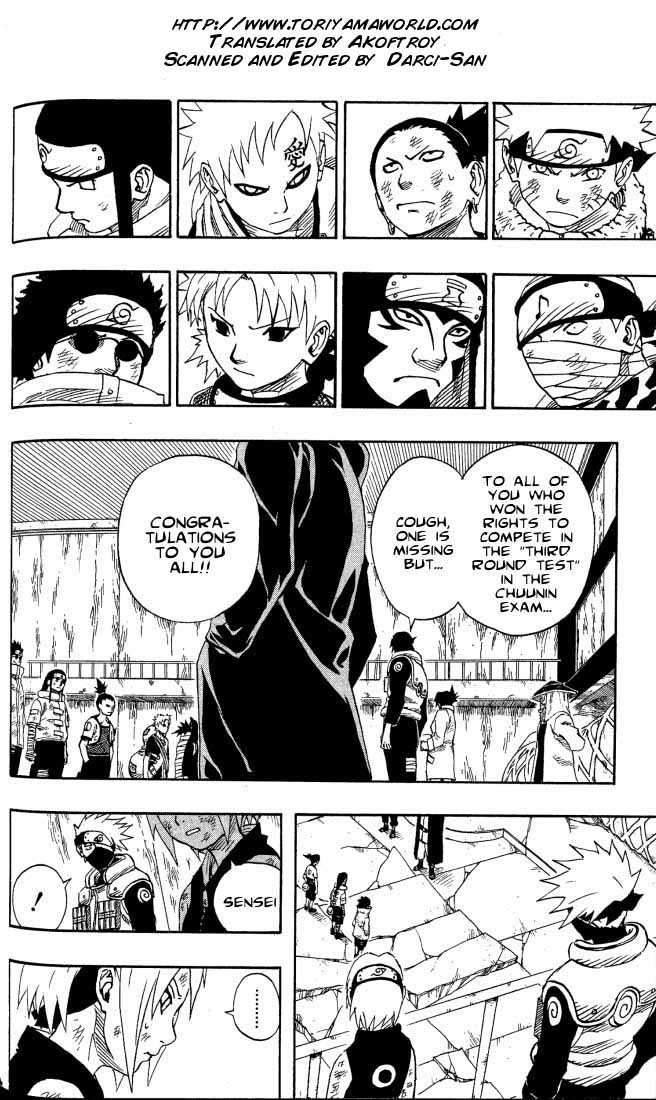 HTTP://WWW.TORIYAMAWORLD.COM
TRANSLATED BY AKOFTROY
SCANNED AND EDITED BY DARCI-SAN
愛
TO ALL OF
YOU WHO
WON THE
RIGHTS TO
COMPETE IN
THE "THIRD
ROUND TEST"
IN THE
CHUUNIN
EXAM...
COUGH,
ONE IS
MISSING
BUT...
CONGRA-
TULATIONS
TO YOU
ALL!!
SENSEI
!
.........